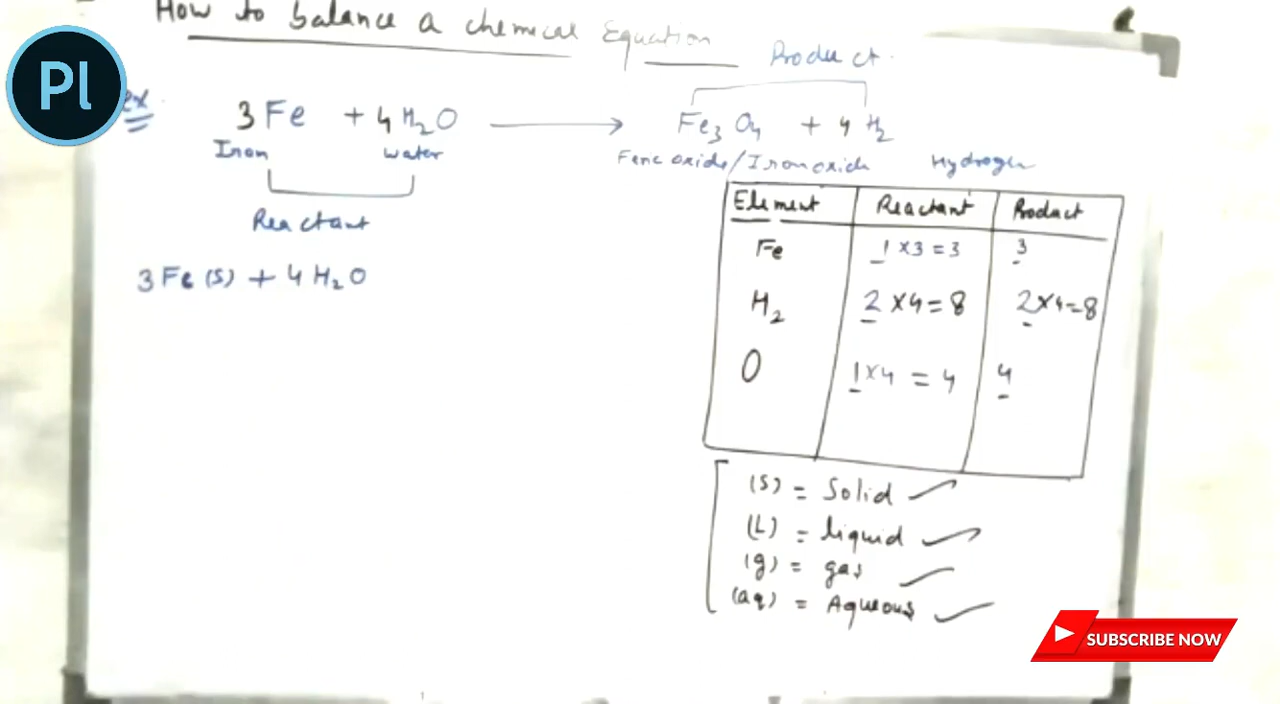 How to balance a chemical Equation
Pl
Product
ex.
3Fe + 4H₂O ⟶ Fe₃O₄ + 4H₂
Iron water Ferric oxide/Iron oxide Hydrogen
Reactant
3Fe(s) + 4H₂O
Element Reactant Product
Fe 1×3=3 3
H₂ 2×4=8 2×4=8
O 1×4=4 4
(S) = Solid
(L) = liquid
(g) = gas
(aq) = Aqueous
SUBSCRIBE NOW